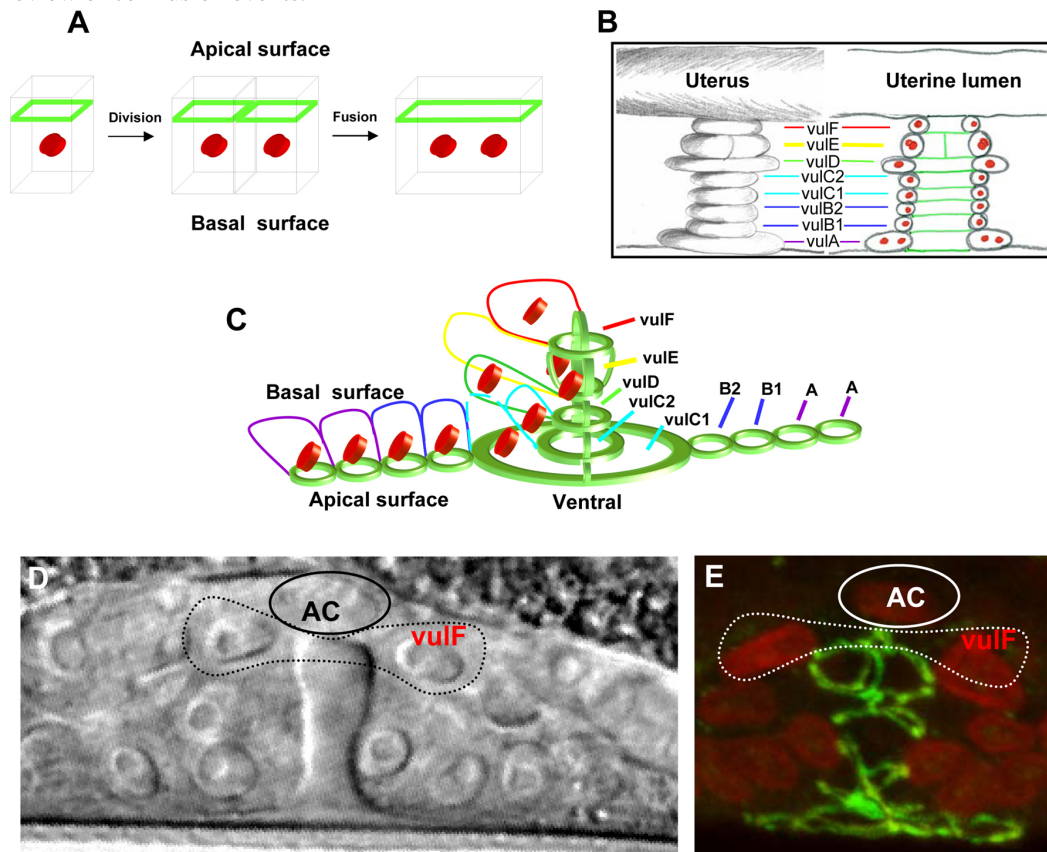 A
Apical surface
Division
Fusion
Basal surface
B
Uterus
Uterine lumen
vulF
vulE
vulD
vulC2
vulC1
vulB2
vulB1
vulA
C
vulF
vulE
vulD
vulC2
vulC1
Basal surface
B2 B1 A A
Apical surface
Ventral
D
AC
vulF
E
AC
vulF